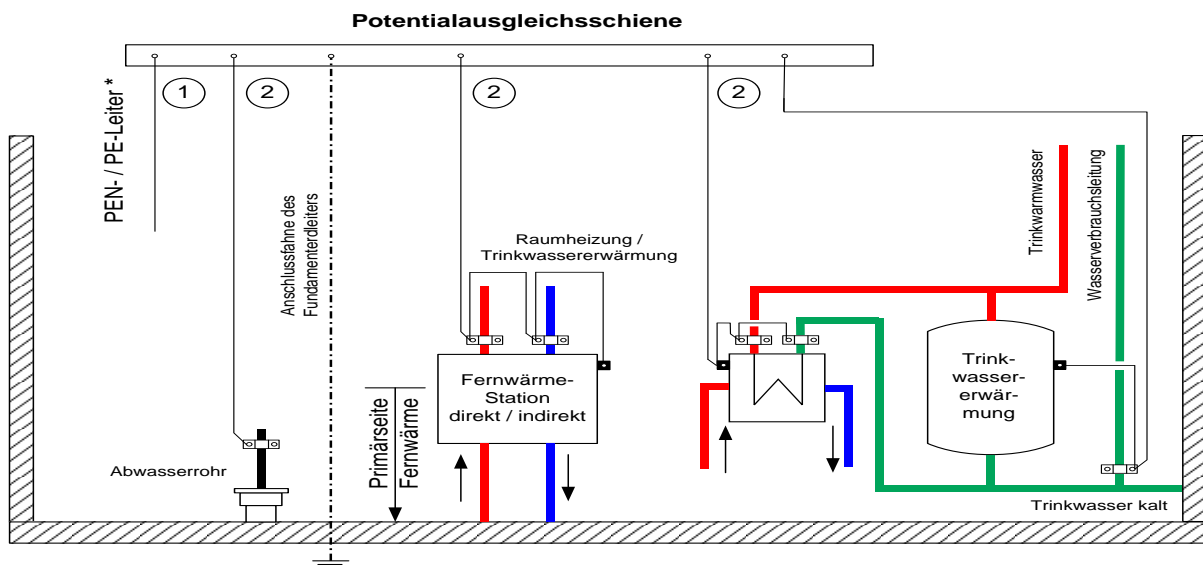 Potentialausgleichsschiene
1
2
2
2
PEN- / PE-Leiter *
Anschlussfahne des
Fundamenterdleiters
Raumheizung /
Trinkwassererwärmung
Trinkwarmwasser
Wasserverbrauchsleitung
Fernwärme-
Station
direkt / indirekt
Trink-
wasser-
erwär-
mung
Primärseite
Fernwärme
Abwasserrohr
Trinkwasser kalt